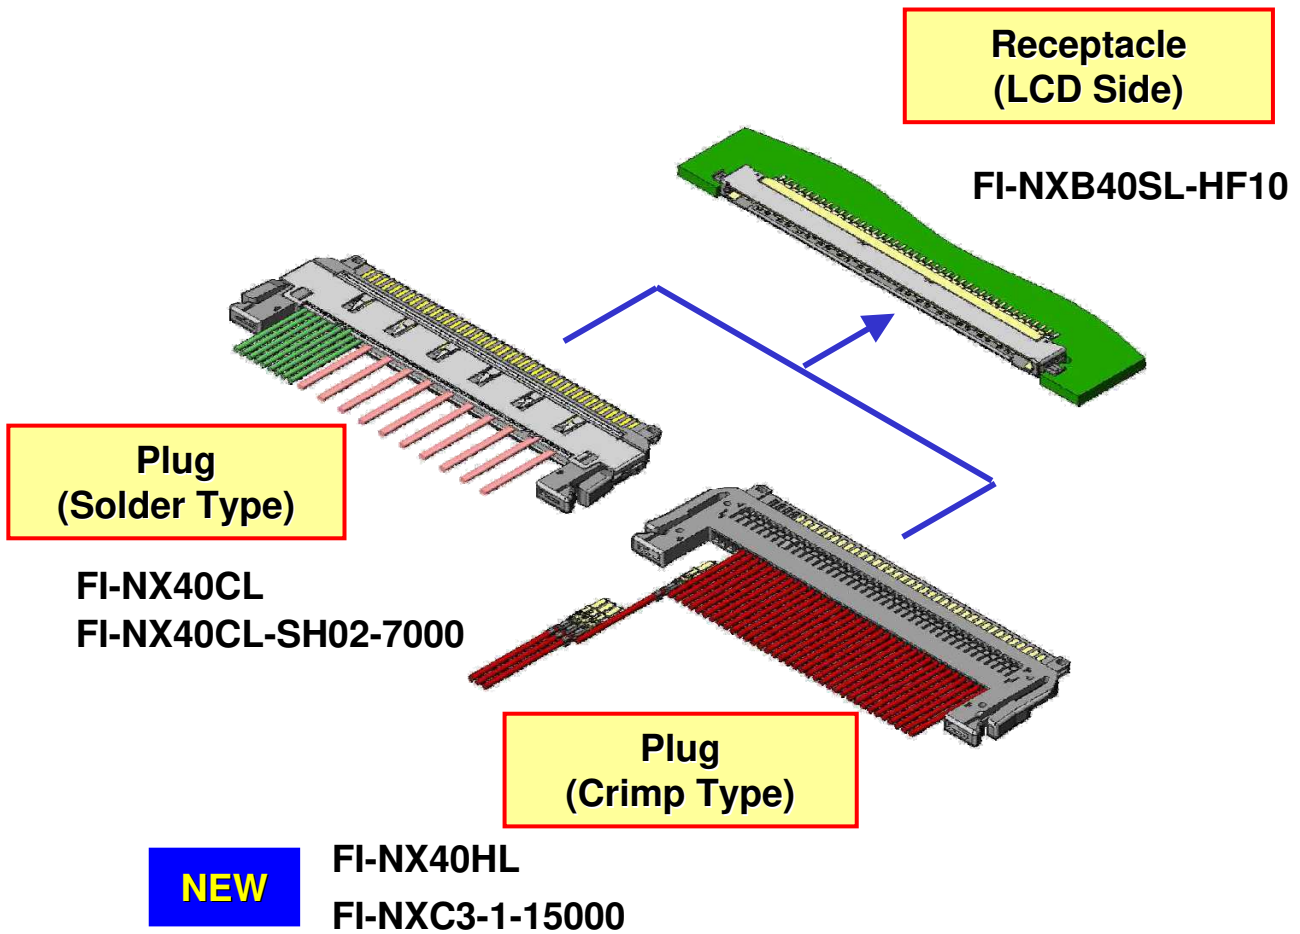 Receptacle
(LCD Side)
FI-NXB40SL-HF10
Plug
(Solder Type)
FI-NX40CL
FI-NX40CL-SH02-7000
Plug
(Crimp Type)
NEW
FI-NX40HL
FI-NXC3-1-15000